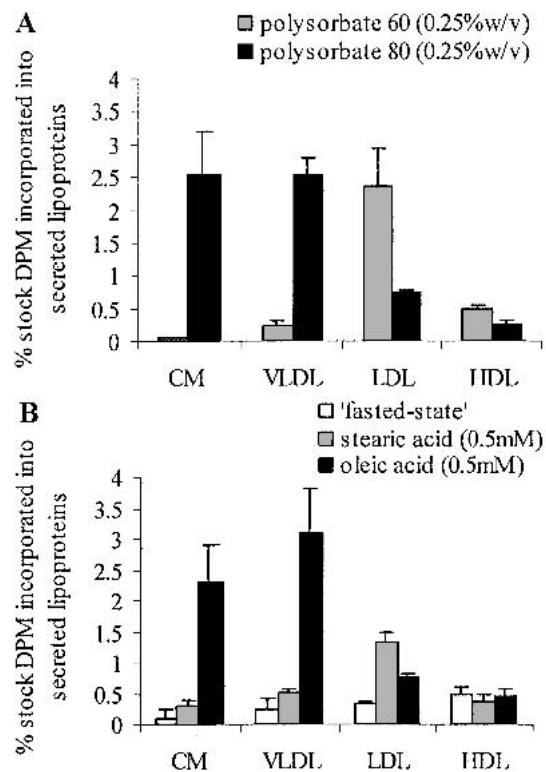 A
polysorbate 60 (0.25%w/v)
polysorbate 80 (0.25%w/v)
% stock DPM incorporated into
secreted lipoproteins
4
3.5
3
2.5
2
1.5
1
0.5
0
CM VLDL LDL HDL
B
'fasted-state'
stearic acid (0.5mM)
oleic acid (0.5mM)
% stock DPM incorporated into
secreted lipoproteins
4
3.5
3
2.5
2
1.5
1
0.5
0
CM VLDL LDL HDL